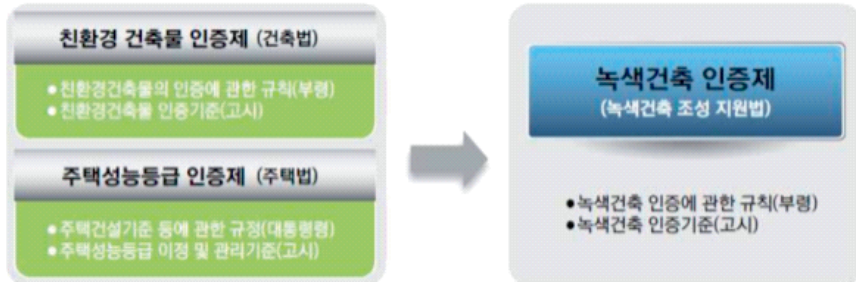 친환경 건축물 인증제 (건축법)
● 친환경건축물의 인증에 관한 규칙(부령)
● 친환경건축물 인증기준(고시)
주택성능등급 인증제 (주택법)
● 주택건설기준 등에 관한 규정(대통령령)
● 주택성능등급 이정 및 관리기준(고시)
녹색건축 인증제
(녹색건축 조성 지원법)
● 녹색건축 인증에 관한 규칙(부령)
● 녹색건축 인증기준(고시)